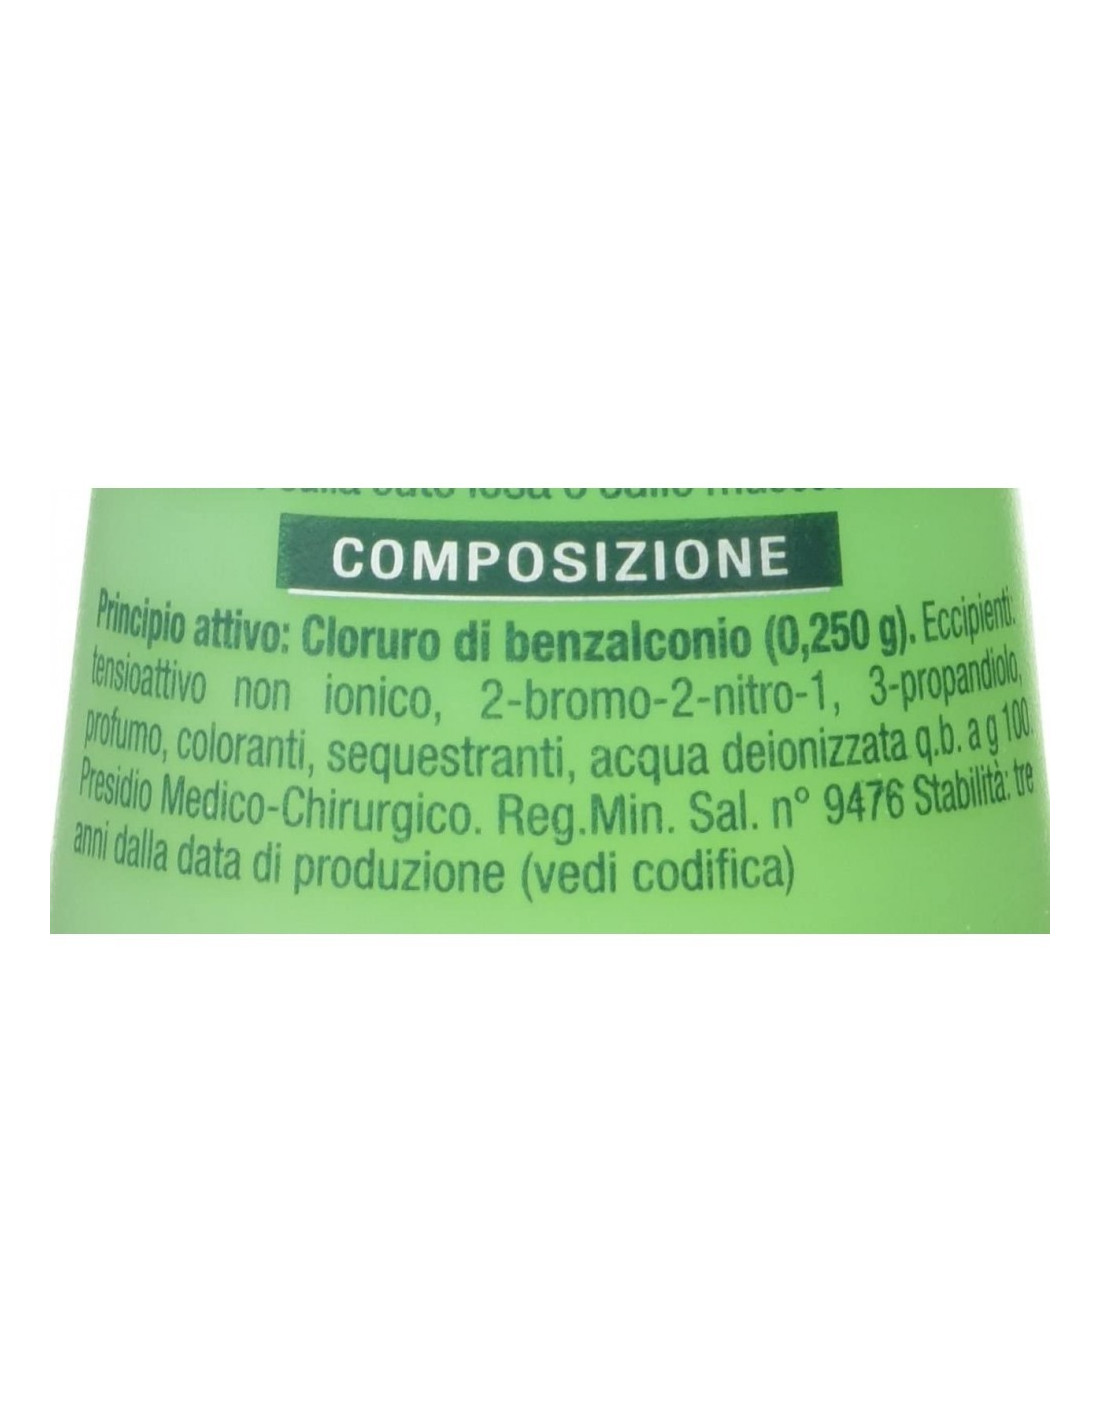 COMPOSIZIONE
Principio attivo: Cloruro di benzalconio (0,250 g). Eccipienti:
tensioattivo non ionico, 2-bromo-2-nitro-1, 3-propandiolo,
profumo, coloranti, sequestranti, acqua deionizzata q.b. a g 100.
Presidio Medico-Chirurgico. Reg.Min. Sal. n° 9476 Stabilità: tre
anni dalla data di produzione (vedi codifica)